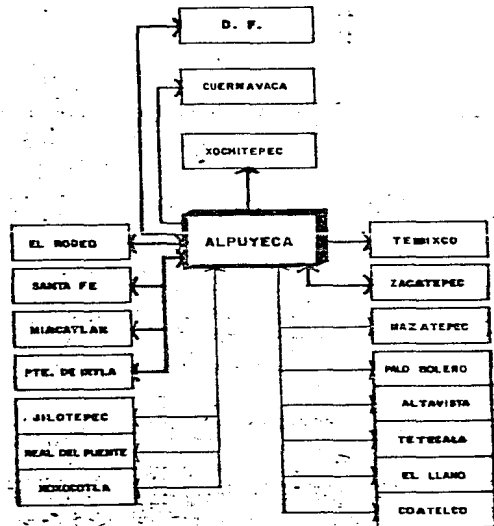 D. F.
CUERNAVACA
XOCHITEPEC
ALPUYECA
EL RODEO
SANTA FE
MIACATLAN
PTE. DE IXTLA
JILOTEPEC
REAL DEL PUENTE
XOXOCOTLA
TEMIXCO
ZACATEPEC
MAZATEPEC
PALO BOLERO
ALTAVISTA
TETECALA
EL LLANO
COATELCO